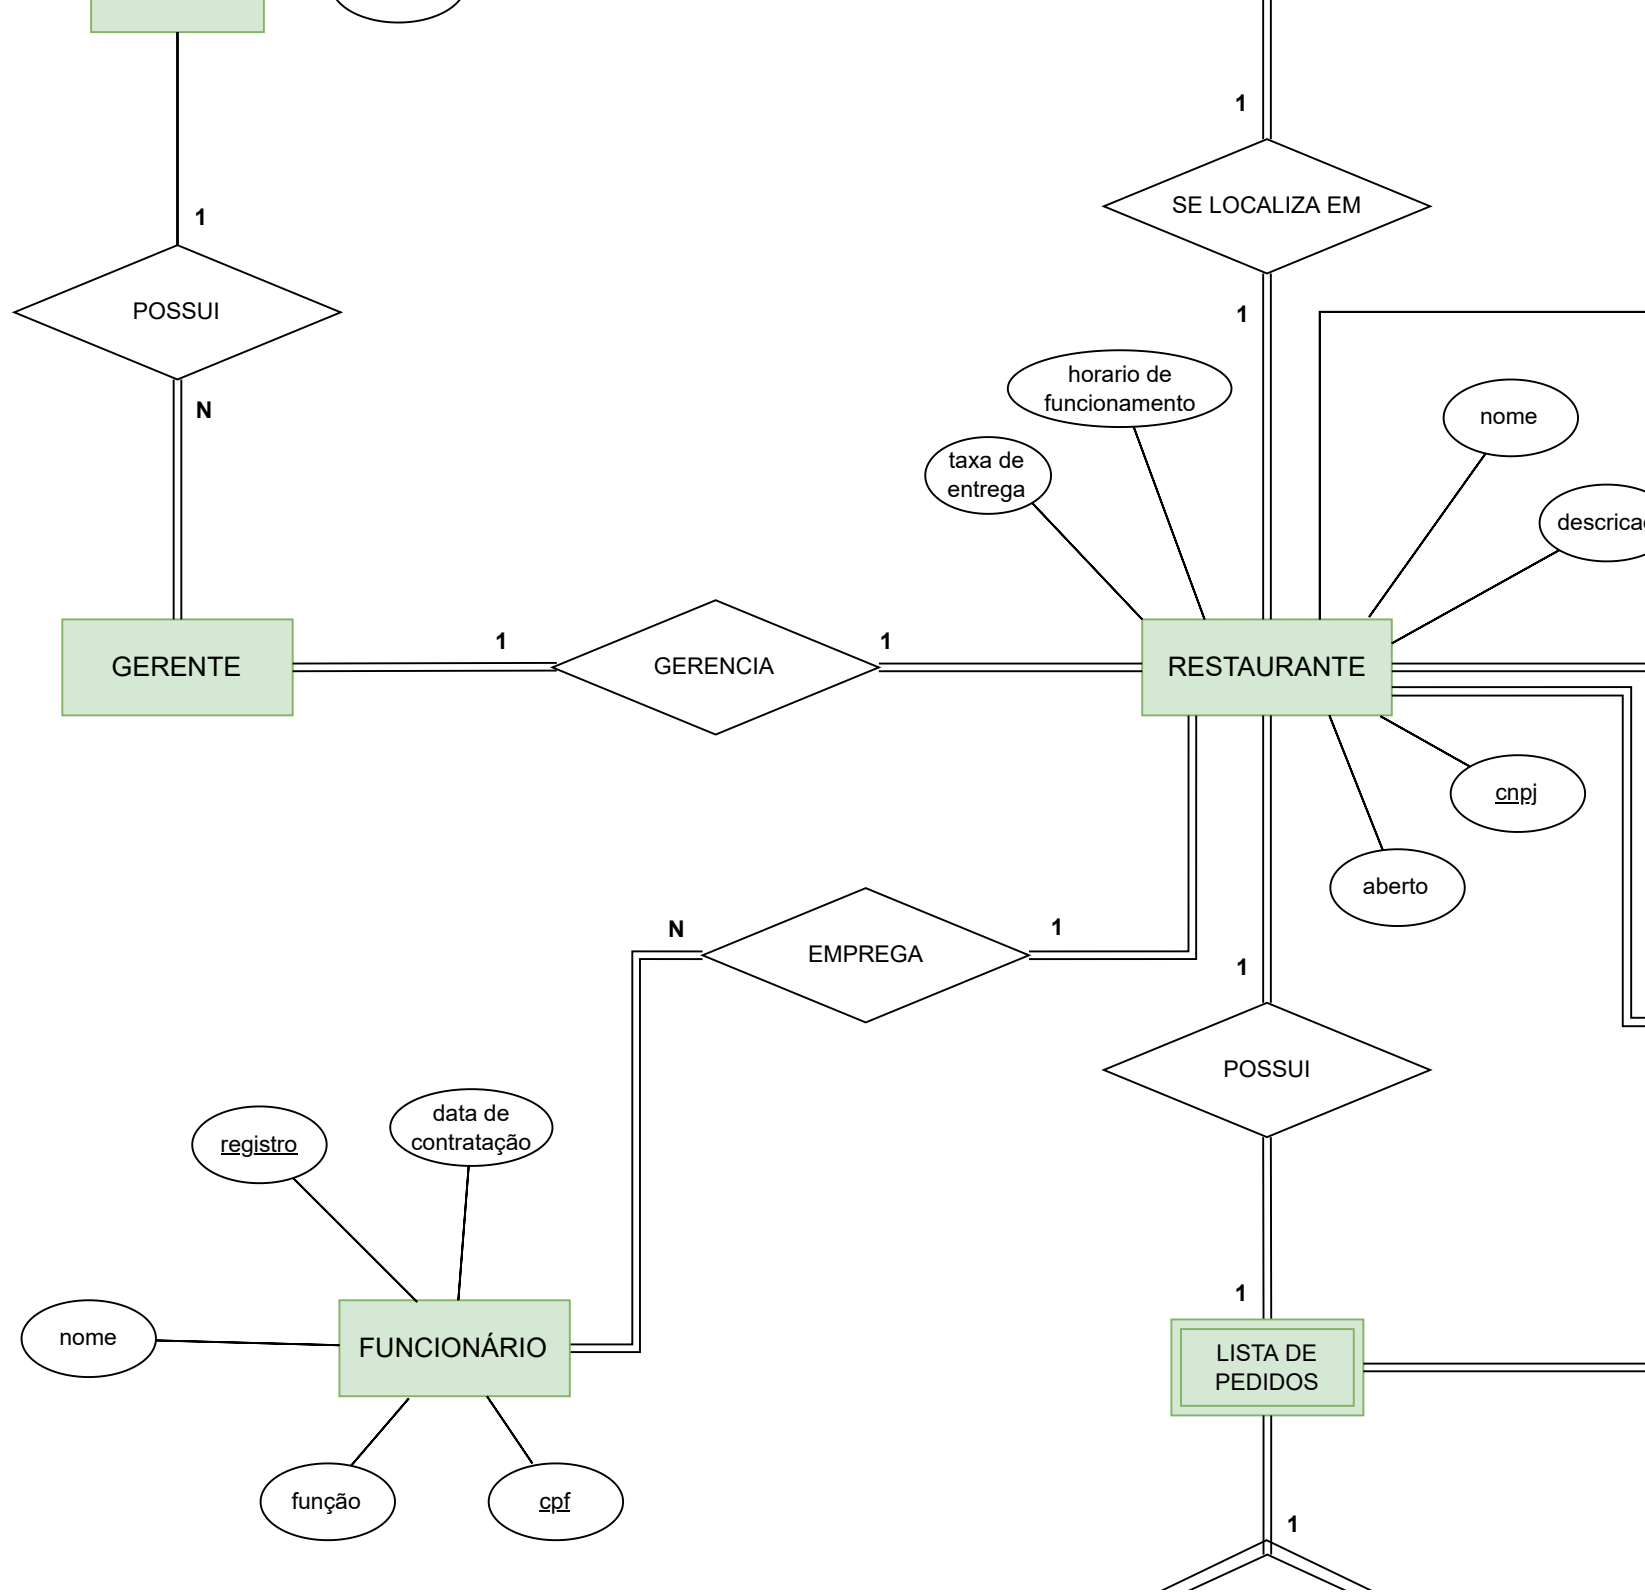 1
SE LOCALIZA EM
1
1
POSSUI
N
horario de
funcionamento
nome
taxa de
entrega
GERENTE
1
GERENCIA
1
RESTAURANTE
cnpj
aberto
N
EMPREGA
1
1
POSSUI
registro
data de
contratação
1
nome
FUNCIONÁRIO
LISTA DE
PEDIDOS
função
cpf
1